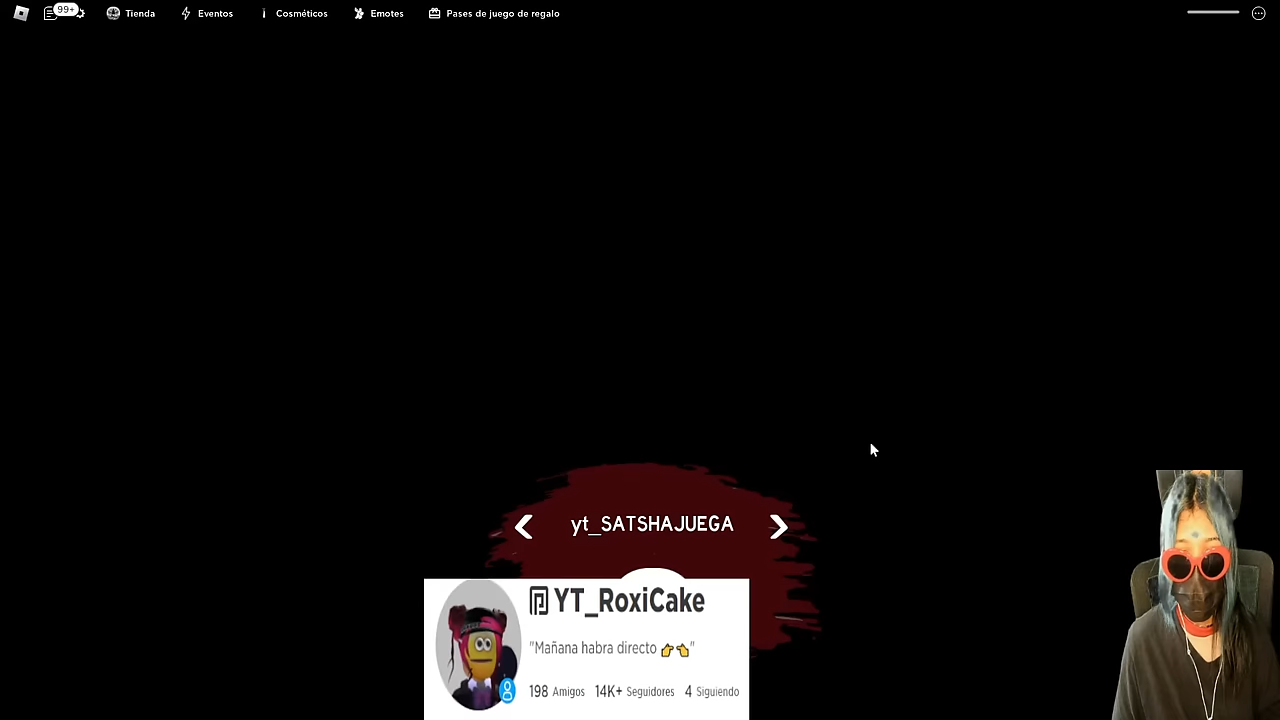 99+
Tienda
Eventos
Cosméticos
Emotes
Pases de juego de regalo
yt_SATSHAJUEGA
YT_RoxiCake
"Mañana habra directo 👉👈"
198 Amigos 14K+ Seguidores 4 Siguiendo